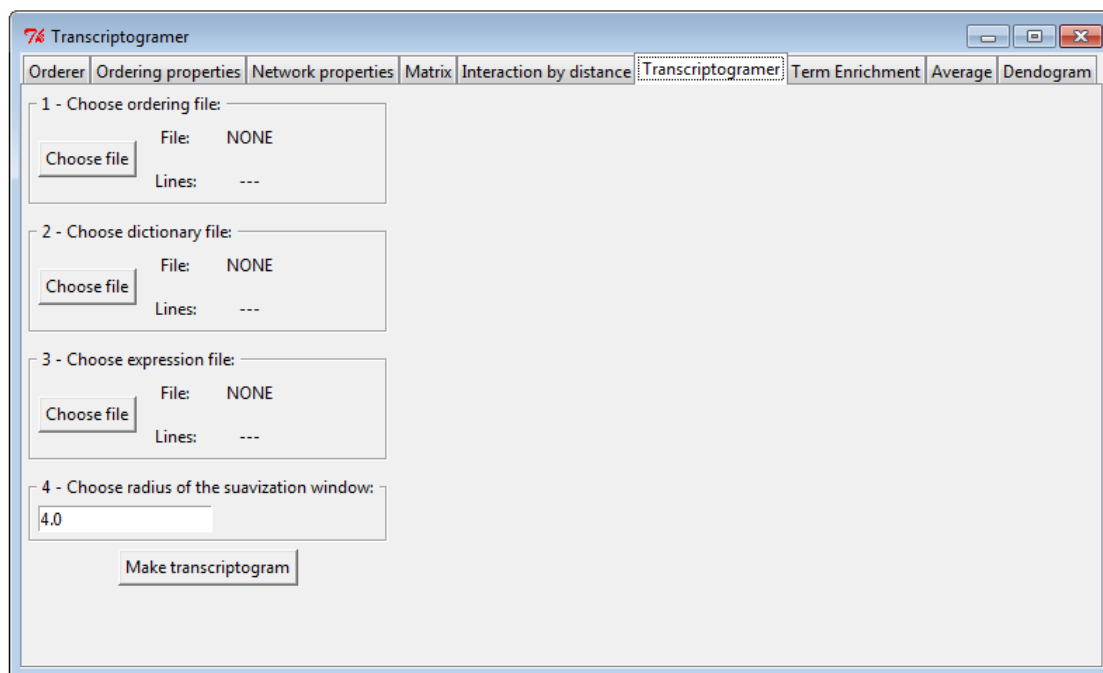 Transcriptogramer
Orderer Ordering properties Network properties Matrix Interaction by distance Transcriptogramer Term Enrichment Average Dendogram
1 - Choose ordering file:
Choose file
File: NONE
Lines: ---
2 - Choose dictionary file:
Choose file
File: NONE
Lines: ---
3 - Choose expression file:
Choose file
File: NONE
Lines: ---
4 - Choose radius of the suavization window:
4.0
Make transcriptogram